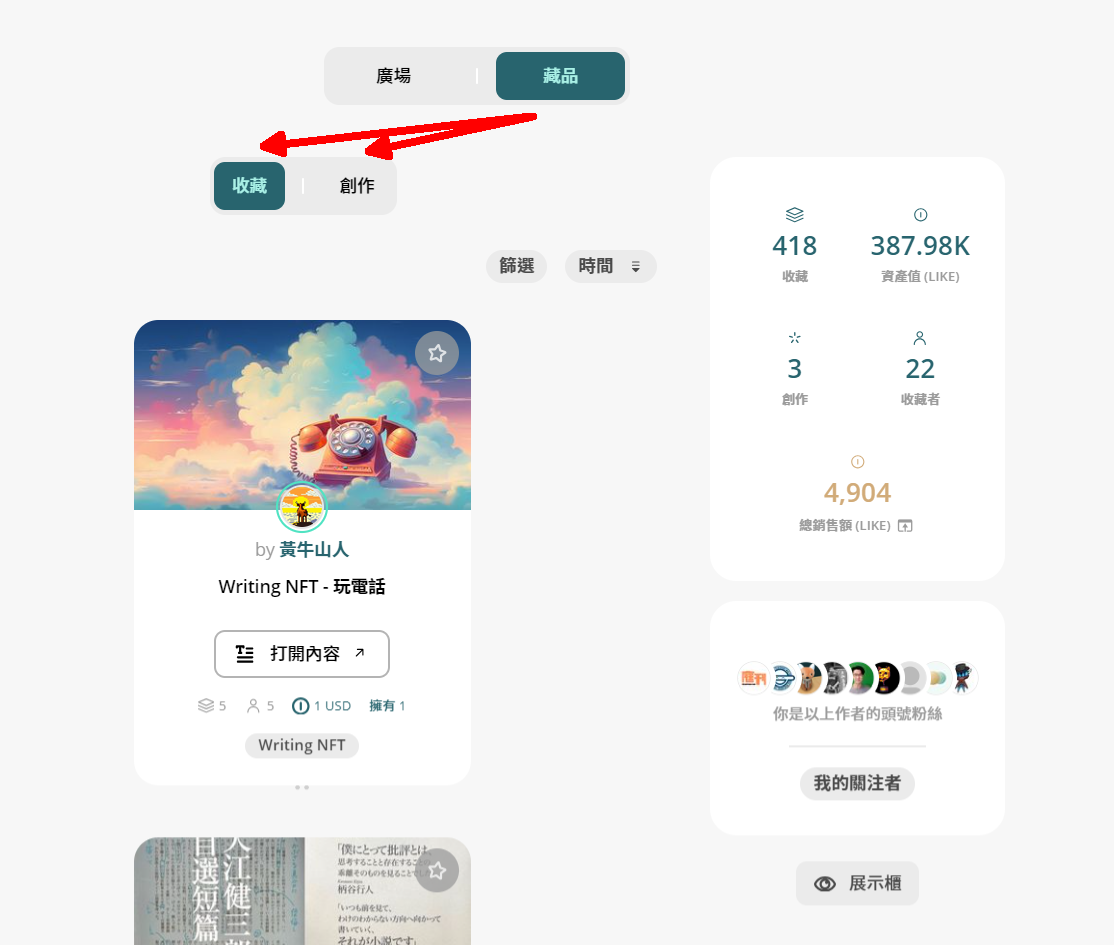 廣場
藏品
收藏
創作
篩選
時間
by 黃牛山人
Writing NFT - 玩電話
打開內容
5
5
1 USD
擁有 1
Writing NFT
大江健三郎
自選短篇
「僕にとって批評とは、
思考することと存在することの
乖離そのものを見ることで
柄谷行人
「いつも前を見て、
わけのわからない方向へ向かって
書いていく、
それが小説です」
418
收藏
387.98K
資產值 (LIKE)
3
創作
22
收藏者
4,904
總銷售額 (LIKE)
你是以上作者的頭號粉絲
我的關注者
展示櫃